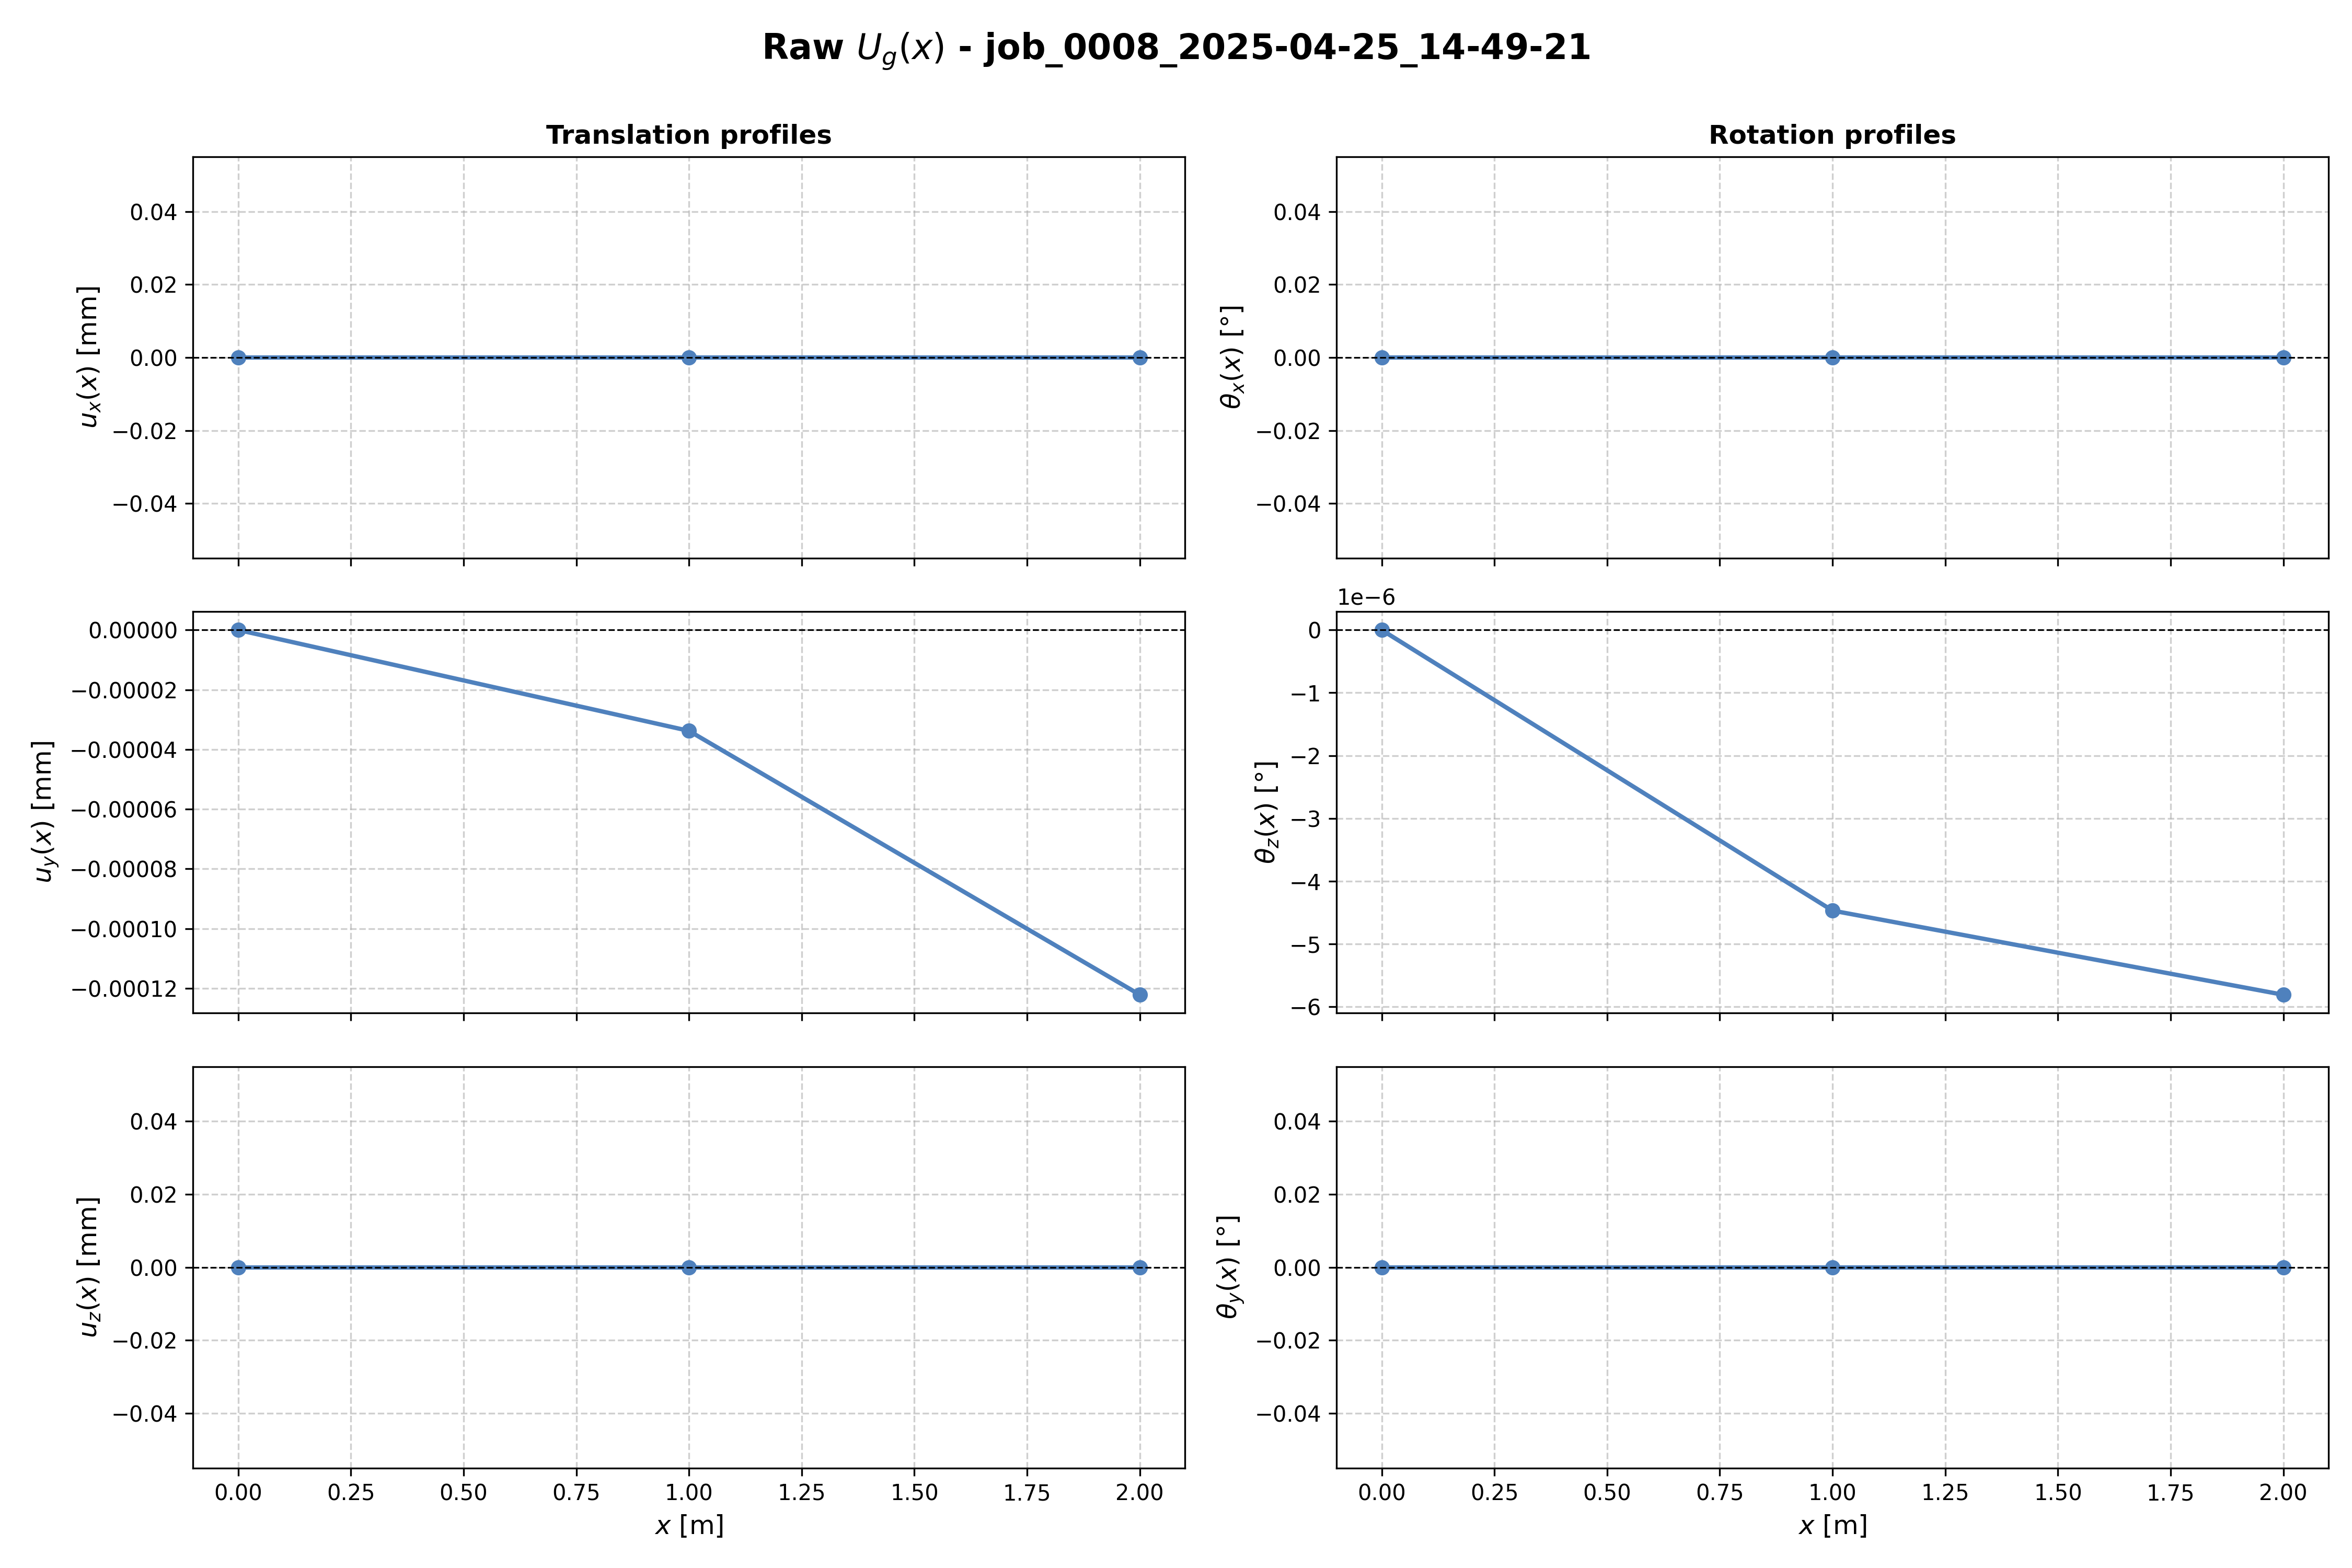 Raw U_g(x) - job_0008_2025-04-25_14-49-21
Translation profiles
0.04
0.02
0.00
−0.02
−0.04
u_x(x) [mm]
Rotation profiles
0.04
0.02
0.00
−0.02
−0.04
θ_x(x) [°]
0.00000
−0.00002
−0.00004
−0.00006
−0.00008
−0.00010
−0.00012
u_y(x) [mm]
1e−6
0
−1
−2
−3
−4
−5
−6
θ_z(x) [°]
0.04
0.02
0.00
−0.02
−0.04
u_z(x) [mm]
0.00 0.25 0.50 0.75 1.00 1.25 1.50 1.75 2.00
x [m]
0.04
0.02
0.00
−0.02
−0.04
θ_y(x) [°]
0.00 0.25 0.50 0.75 1.00 1.25 1.50 1.75 2.00
x [m]